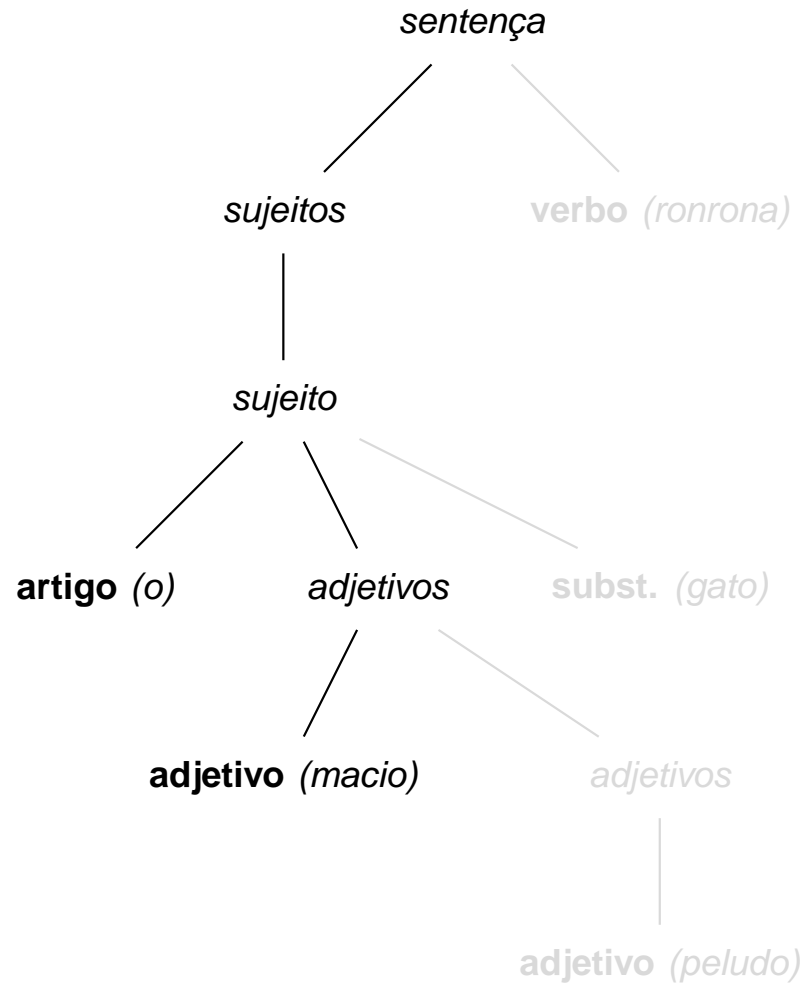 sentença
sujeitos verbo (ronrona)
sujeito
artigo (o) adjetivos subst. (gato)
adjetivo (macio) adjetivos
adjetivo (peludo)